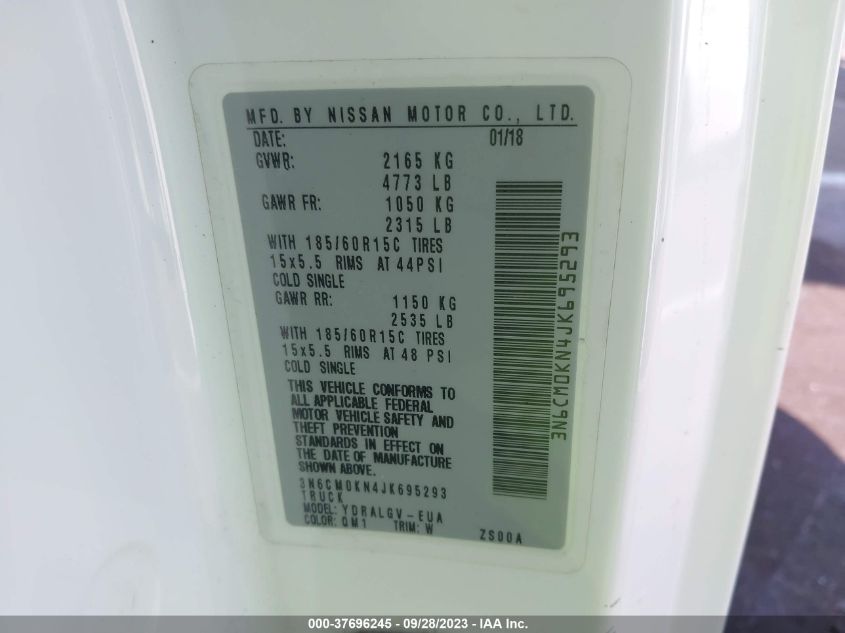 MFD. BY NISSAN MOTOR CO., LTD.
DATE: 01/18
GVWR: 2165 KG
4773 LB
GAWR FR: 1050 KG
2315 LB
WITH 185/60R15C TIRES
15x5.5 RIMS AT 44PSI
COLD SINGLE
GAWR RR: 1150 KG
2535 LB
WITH 185/60R15C TIRES
15x5.5 RIMS AT 48 PSI
COLD SINGLE
THIS VEHICLE CONFORMS TO
ALL APPLICABLE FEDERAL
MOTOR VEHICLE SAFETY AND
THEFT PREVENTION
STANDARDS IN EFFECT ON
THE DATE OF MANUFACTURE
SHOWN ABOVE.
3N6CM0KN4JK695293
TRUCK
MODEL: YDRALGV-EUA
COLOR: QM1 TRIM: W ZS00A
3N6CM0KN4JK695293
000-37696245 - 09/28/2023 - IAAI.com